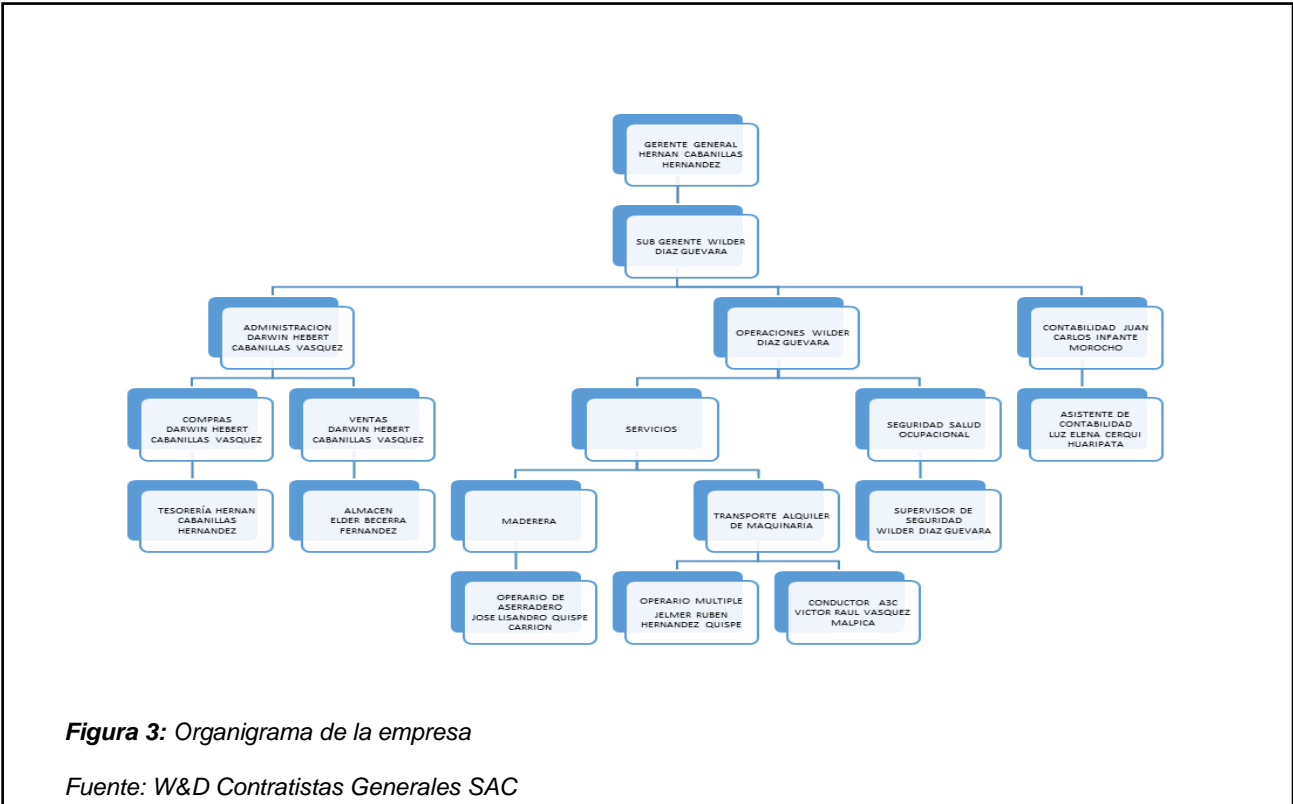 GERENTE GENERAL
HERNAN CABANILLAS
HERNANDEZ
SUB GERENTE WILDER
DIAZ GUEVARA
ADMINISTRACION
DARWIN HEBERT
CABANILLAS VASQUEZ
OPERACIONES WILDER
DIAZ GUEVARA
CONTABILIDAD JUAN
CARLOS INFANTE
MOROCHO
COMPRAS
DARWIN HEBERT
CABANILLAS VASQUEZ
VENTAS
DARWIN HEBERT
CABANILLAS VASQUEZ
SERVICIOS
SEGURIDAD SALUD
OCUPACIONAL
ASISTENTE DE
CONTABILIDAD
LUZ ELENA CERQUI
HUARIPATA
TESORERÍA HERNAN
CABANILLAS
HERNANDEZ
ALMACEN
ELDER BECERRA
FERNANDEZ
MADERERA
TRANSPORTE ALQUILER
DE MAQUINARIA
SUPERVISOR DE
SEGURIDAD
WILDER DIAZ GUEVARA
OPERARIO DE
ASERRADERO
JOSE LISANDRO QUISPE
CARRION
OPERARIO MULTIPLE
JELMER RUBEN
HERNANDEZ QUISPE
CONDUCTOR A3C
VICTOR RAUL VASQUEZ
MALPICA
Figura 3: Organigrama de la empresa
Fuente: W&D Contratistas Generales SAC